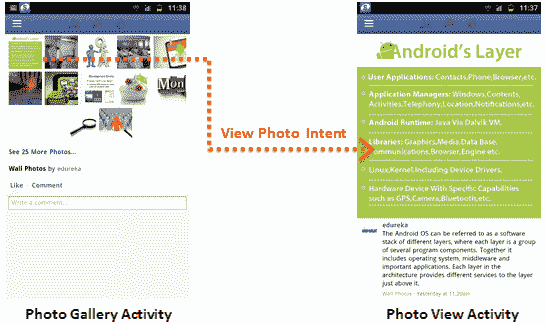 11:38
Android's Layer
Mon
See 25 More Photos...
Wall Photos by edureka
Like Comment
Write a comment...
Photo Gallery Activity
View Photo Intent
11:37
Android's Layer
User Applications: Contacts,Phone,Browser,etc.
Application Managers: Windows,Contents,
Activities,Telephony,Location,Notifications,etc.
Android Runtime: Java Via Dalvik VM.
Libraries: Graphics,Media,Data Base,
Communications,Browser,Engine etc.
Linux,Kernel,Including Device Drivers.
Hardware Device With Specific Capabilities
such as GPS,Camera,Bluetooth,etc.
edureka
The Android OS can be referred to as a software
stack of different layers, where each layer is a group
of several program components. Together it
includes operating system, middleware and
important applications. Each layer in the
architecture provides different services to the layer
just above it.
Wall Photos · Yesterday at 11:20am
Photo View Activity